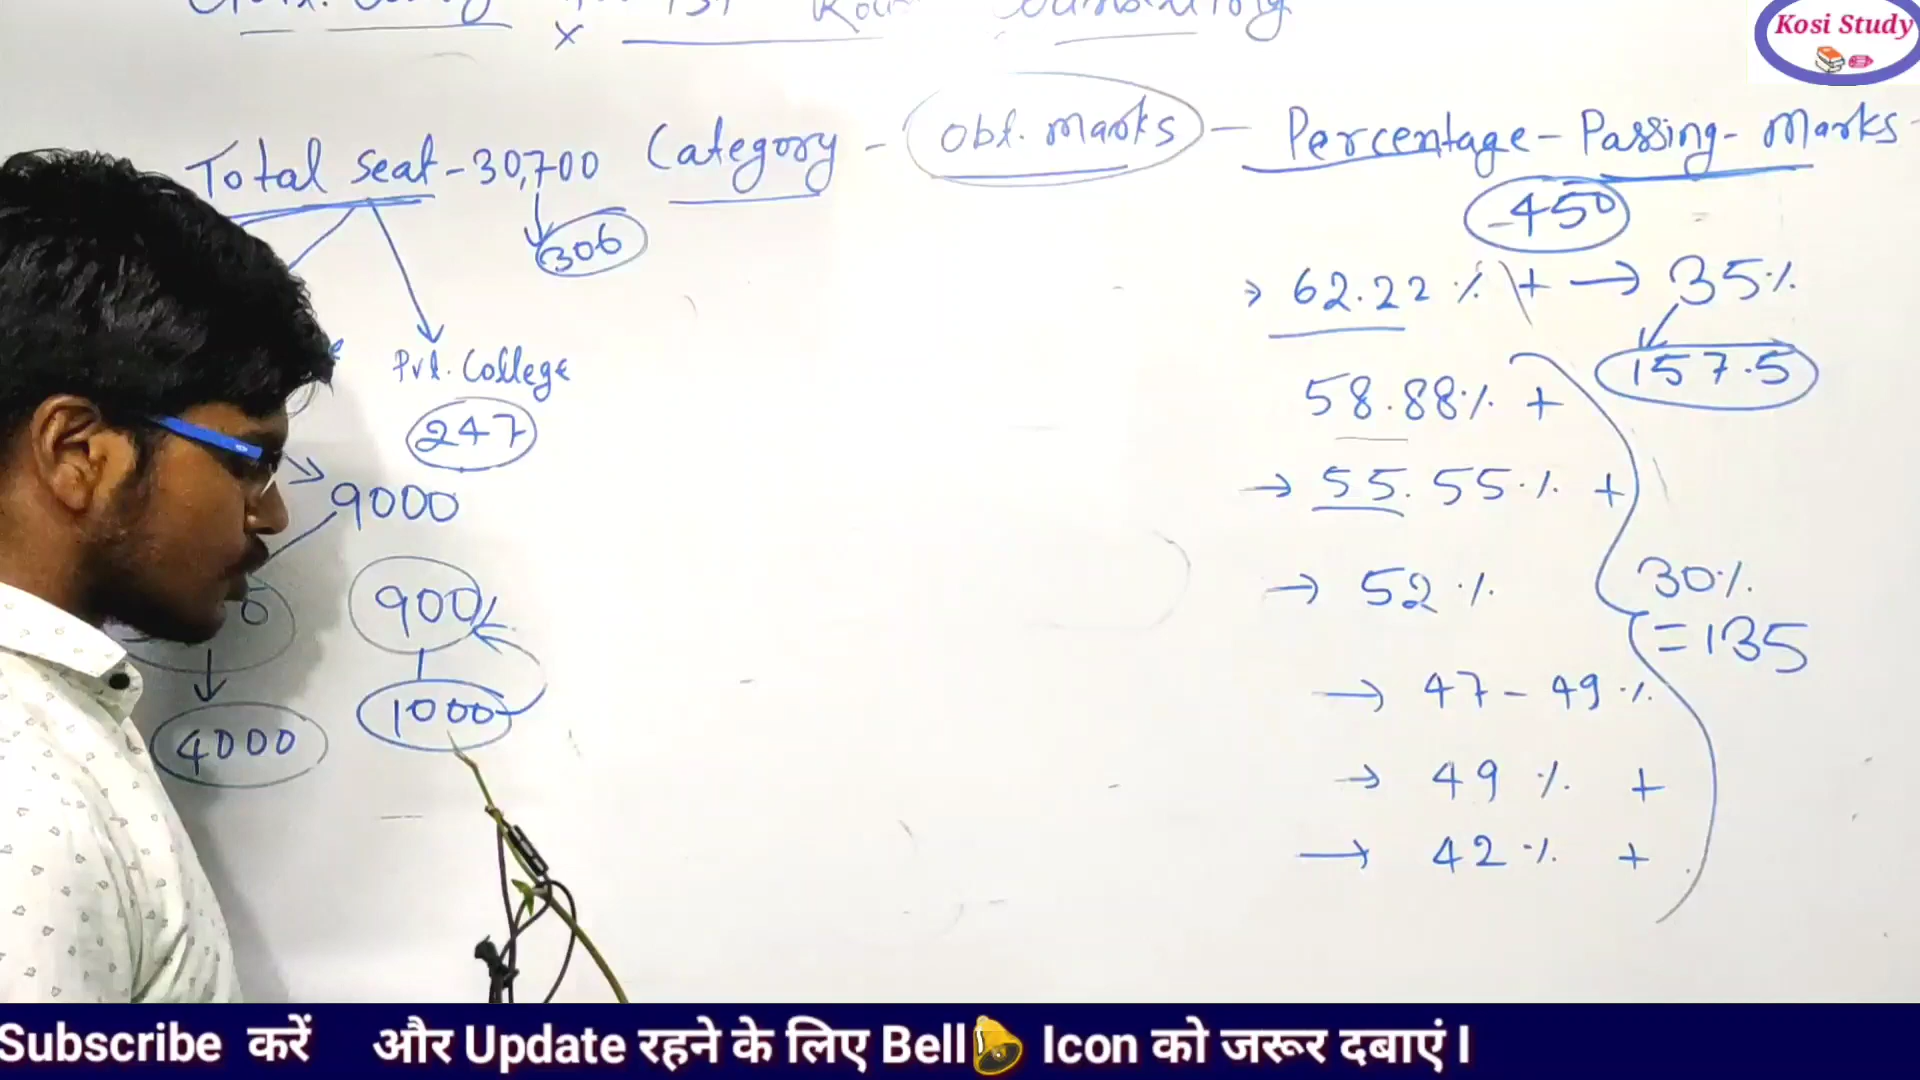 Kosi Study
Total seat - 30,700 Category - Obt. marks - Percentage - Passing - Marks -
306
450
62.22 % + → 35%
157.5
Pvt. College
247
58.88% +
→ 55.55% +
9000
→ 52 %
30%
= 135
900
→ 47 - 49 %
1000
4000
→ 49 % +
→ 42 % +
Subscribe करें और Update रहने के लिए Bell Icon को जरूर दबाएं।